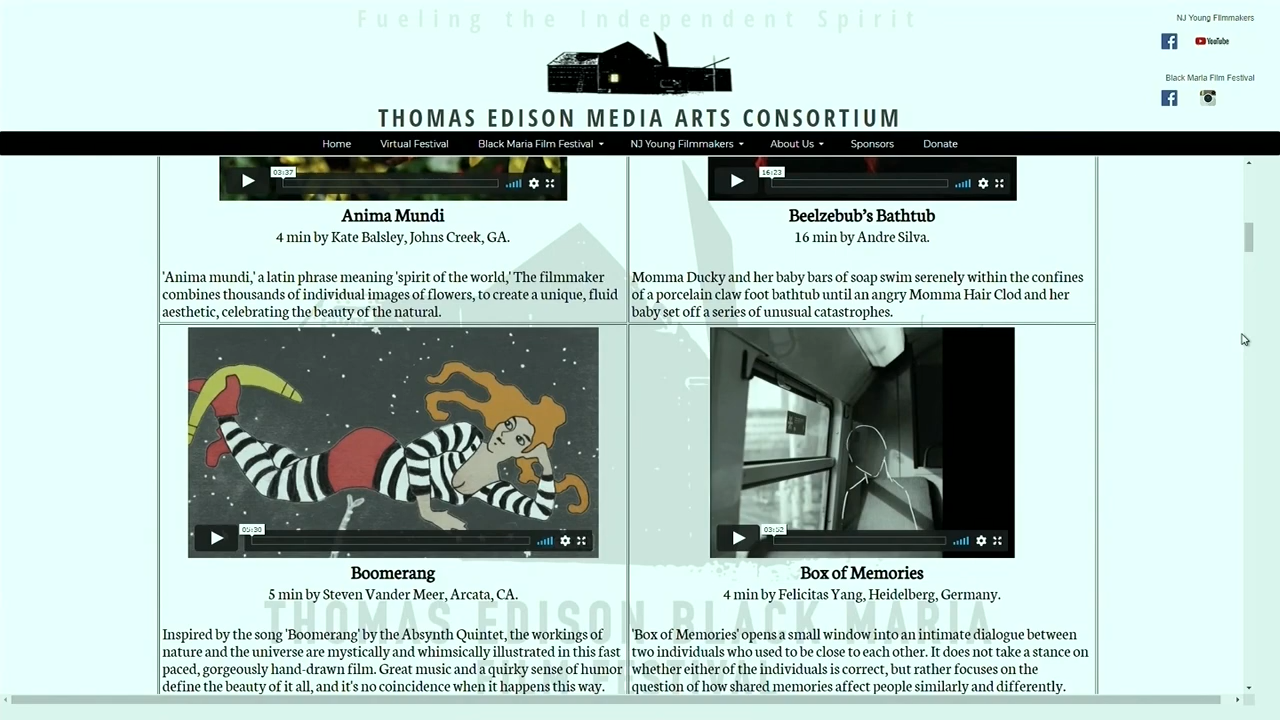 Fueling the Independent Spirit
NJ Young Filmmakers
YouTube
Black Maria Film Festival
THOMAS EDISON MEDIA ARTS CONSORTIUM
Home Virtual Festival Black Maria Film Festival NJ Young Filmmakers About Us Sponsors Donate
03:37
Anima Mundi
4 min by Kate Balsley, Johns Creek, GA.
'Anima mundi,' a latin phrase meaning 'spirit of the world,' The filmmaker
combines thousands of individual images of flowers, to create a unique, fluid
aesthetic, celebrating the beauty of the natural.
16:23
Beelzebub's Bathtub
16 min by Andre Silva.
Momma Ducky and her baby bars of soap swim serenely within the confines
of a porcelain claw foot bathtub until an angry Momma Hair Clod and her
baby set off a series of unusual catastrophes.
05:30
Boomerang
5 min by Steven Vander Meer, Arcata, CA.
Inspired by the song 'Boomerang' by the Absynth Quintet, the workings of
nature and the universe are mystically and whimsically illustrated in this fast
paced, gorgeously hand-drawn film. Great music and a quirky sense of humor
define the beauty of it all, and it's no coincidence when it happens this way.
03:52
Box of Memories
4 min by Felicitas Yang, Heidelberg, Germany.
'Box of Memories' opens a small window into an intimate dialogue between
two individuals who used to be close to each other. It does not take a stance on
whether either of the individuals is correct, but rather focuses on the
question of how shared memories affect people similarly and differently.
THOMAS EDISON BLACK MARIA
FILM FESTIVAL